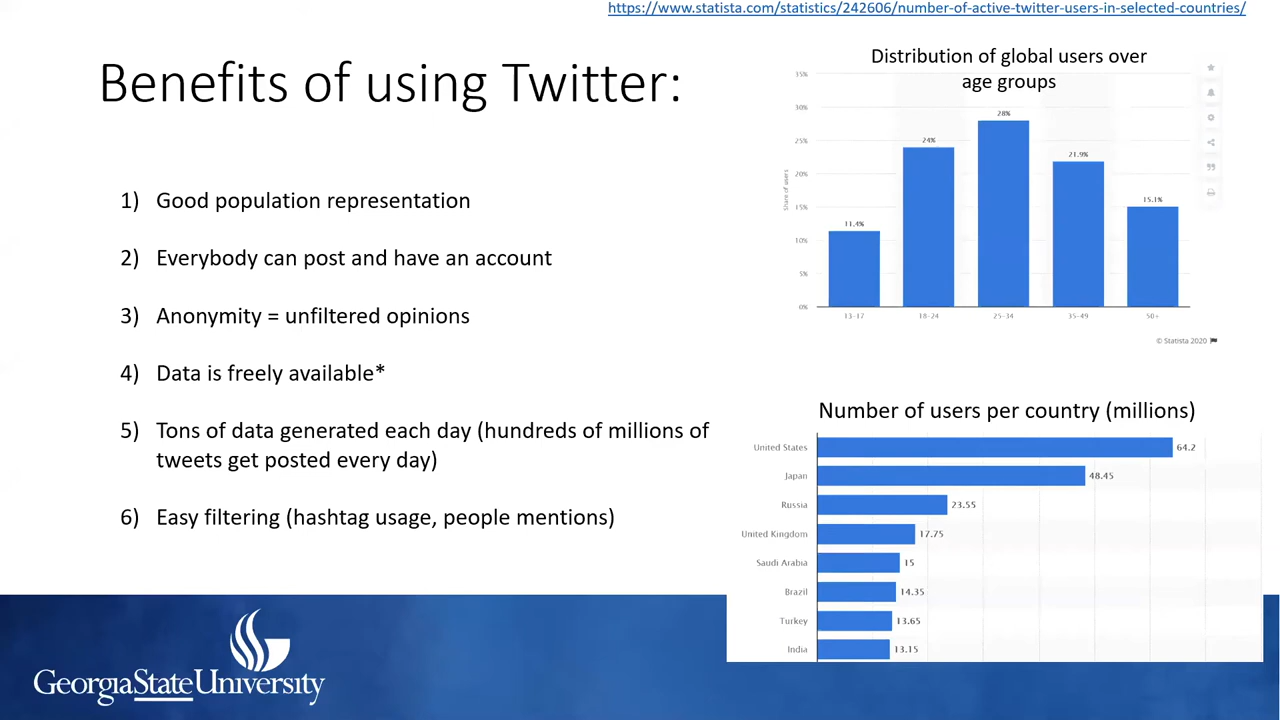 https://www.statista.com/statistics/242606/number-of-active-twitter-users-in-selected-countries/
Benefits of using Twitter:
1) Good population representation
2) Everybody can post and have an account
3) Anonymity = unfiltered opinions
4) Data is freely available*
5) Tons of data generated each day (hundreds of millions of
tweets get posted every day)
6) Easy filtering (hashtag usage, people mentions)
Distribution of global users over
age groups
Share of users
35%
30%
25%
20%
15%
10%
5%
0%
11.4%
24%
28%
21.9%
15.1%
13-17
18-24
25-34
35-49
50+
© Statista 2020
Number of users per country (millions)
United States 64.2
Japan 48.45
Russia 23.55
United Kingdom 17.75
Saudi Arabia 15
Brazil 14.35
Turkey 13.65
India 13.15
GeorgiaStateUniversity